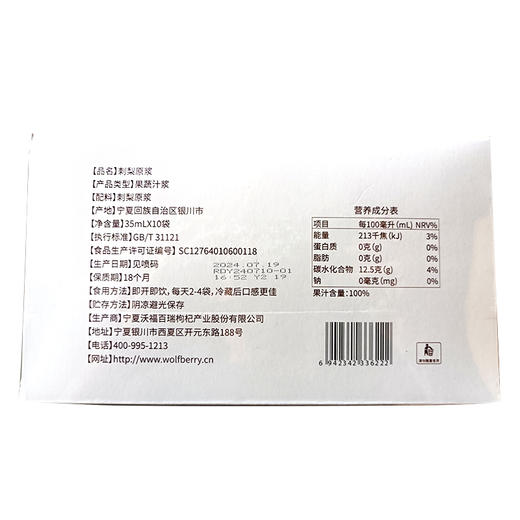 【品名】刺梨原浆
【产品类型】果蔬汁浆
【配料】刺梨原浆
【产地】宁夏回族自治区银川市
【净含量】35mLX10袋
【执行标准】GB/T 31121
【食品生产许可证编号】SC12764010600118
【生产日期】见喷码
2024.07.19
RDY240710-01
16:52 Y2 19
【保质期】18个月
【食用方法】即开即饮,每天2-4袋,冷藏后口感更佳
【贮存方法】阴凉避光保存
【生产商】宁夏沃福百瑞枸杞产业股份有限公司
【地址】宁夏银川市西夏区开元东路188号
【电话】400-995-1213
【网址】http://www.wolfberry.cn
营养成分表
项目 每100毫升(mL) NRV%
能量 213千焦(kJ) 3%
蛋白质 0克(g) 0%
脂肪 0克(g) 0%
碳水化合物 12.5克(g) 4%
钠 0毫克(mg) 0%
果汁含量:100%
6 942342 336222